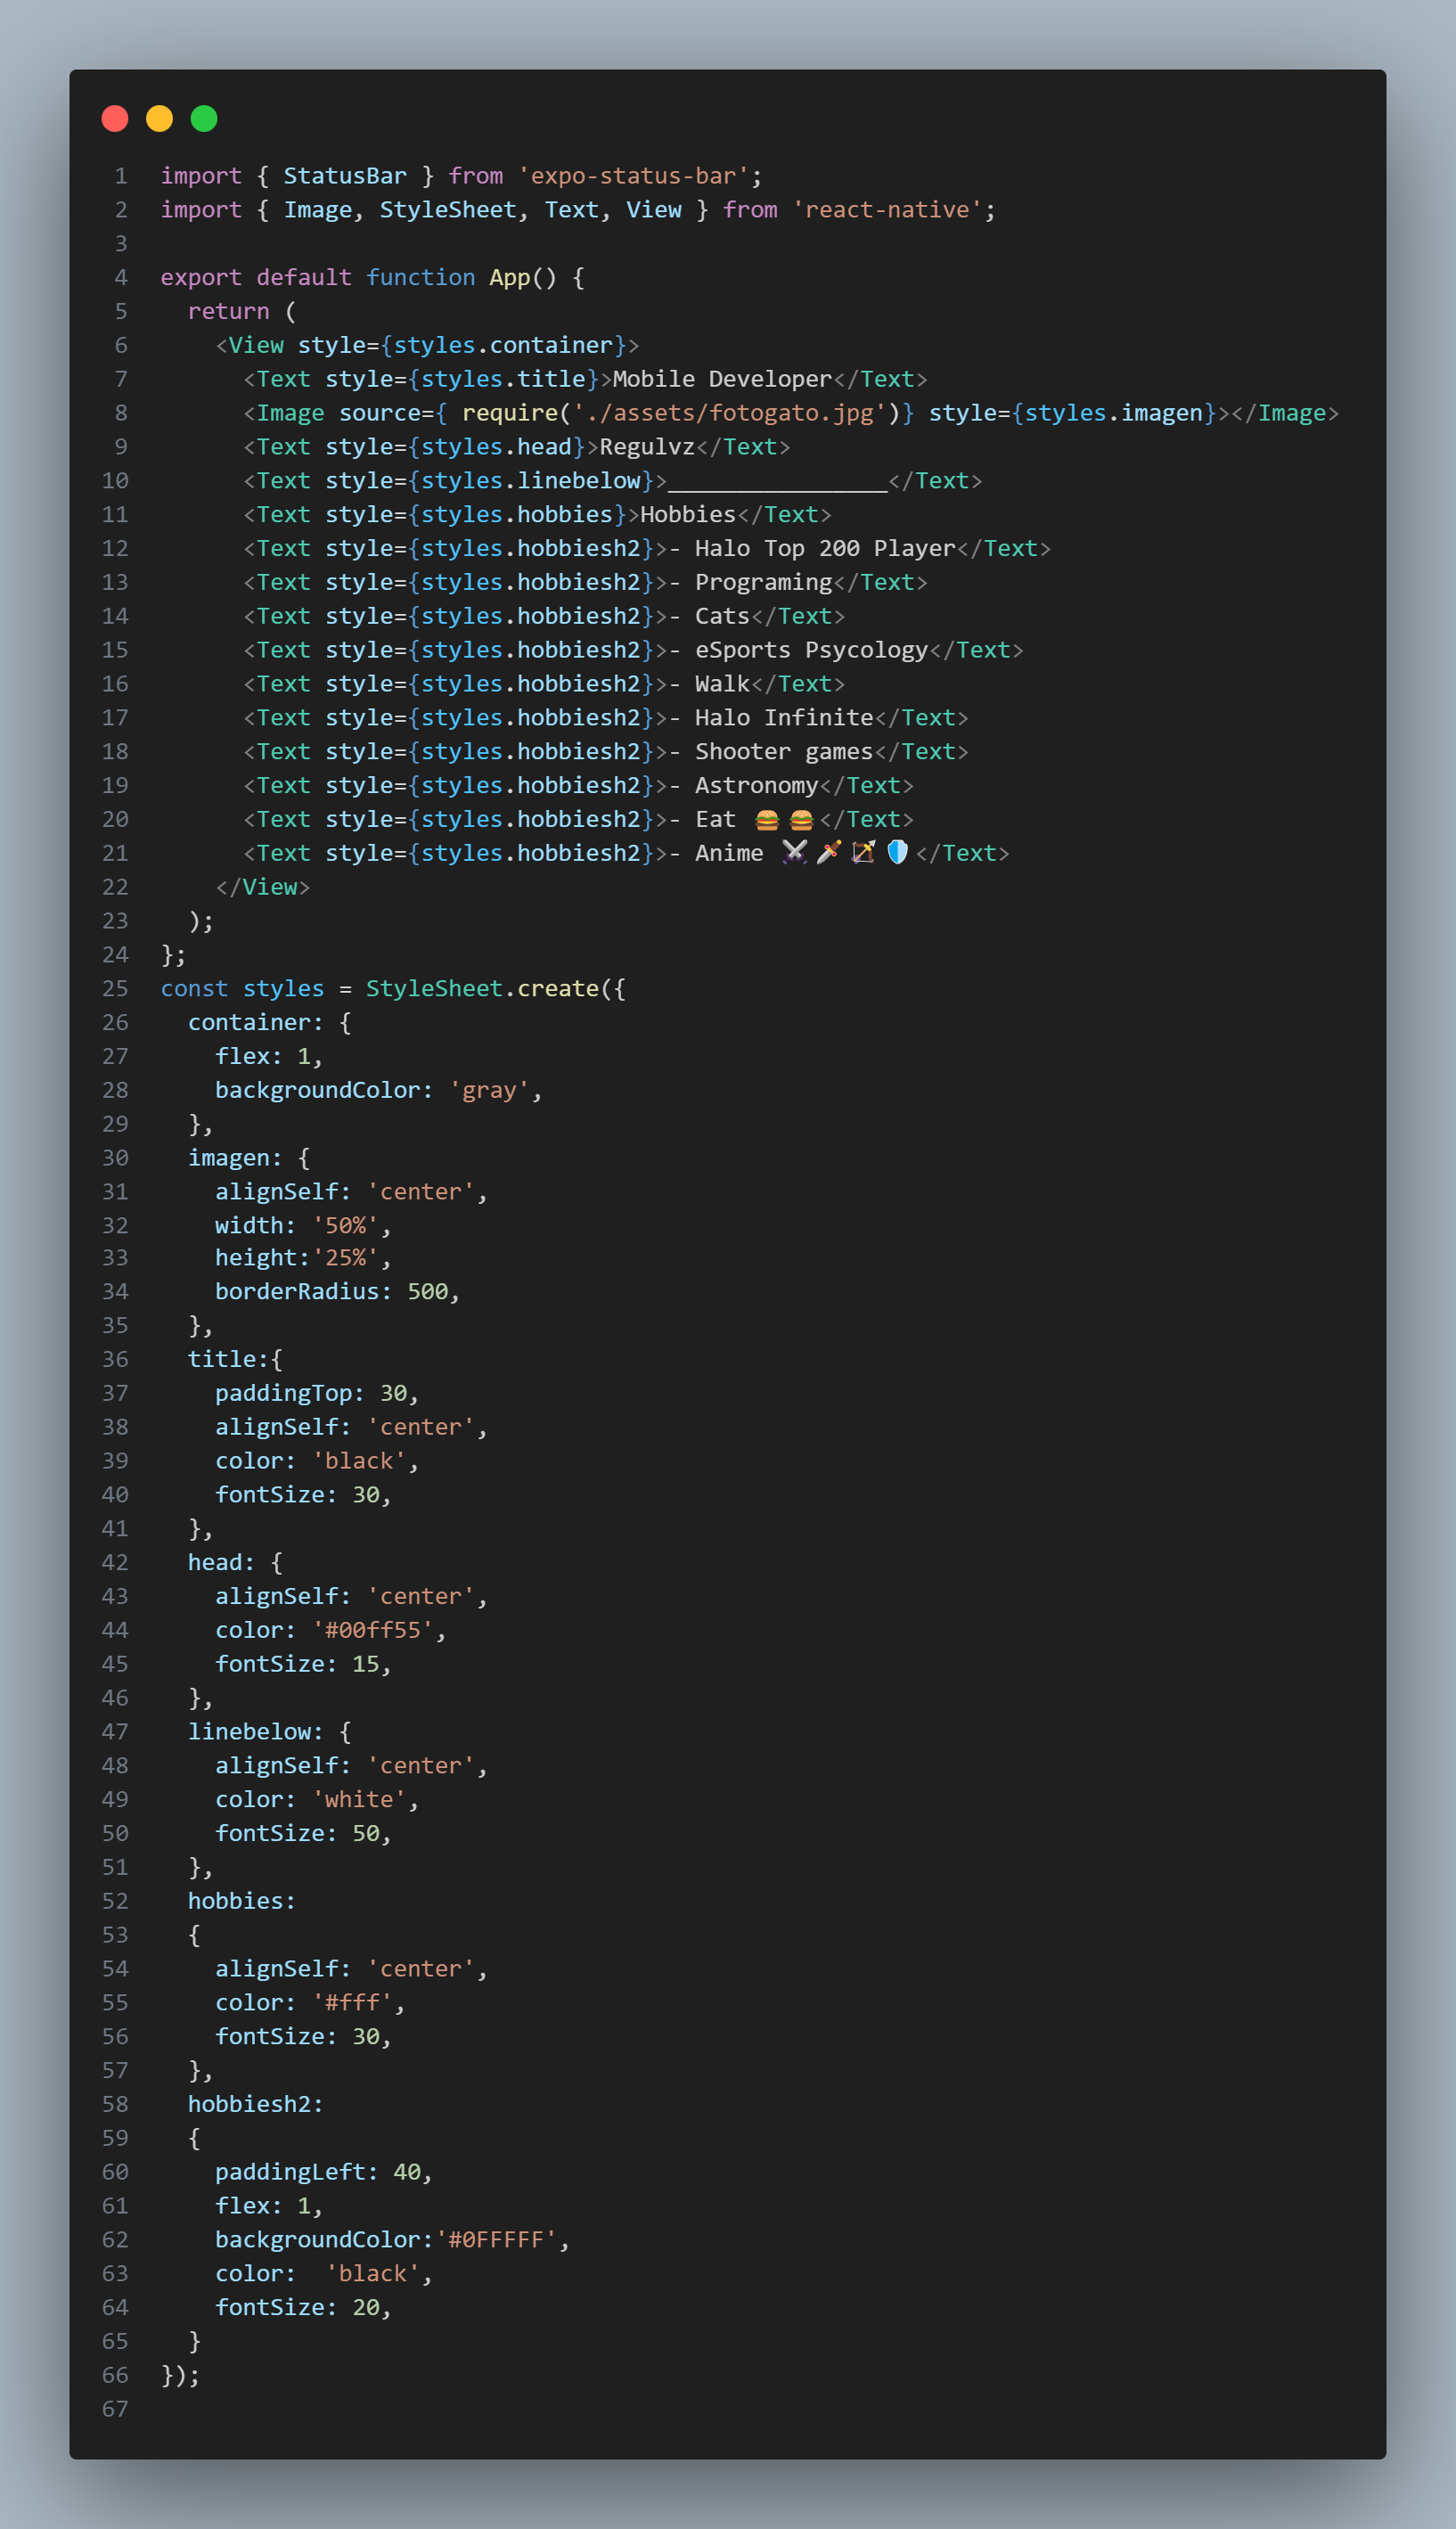 1 import { StatusBar } from 'expo-status-bar';
2 import { Image, StyleSheet, Text, View } from 'react-native';
3
4 export default function App() {
5   return (
6     <View style={styles.container}>
7       <Text style={styles.title}>Mobile Developer</Text>
8       <Image source={ require('./assets/fotogato.jpg')} style={styles.imagen}></Image>
9       <Text style={styles.head}>Regulvz</Text>
10       <Text style={styles.linebelow}>________________</Text>
11       <Text style={styles.hobbies}>Hobbies</Text>
12       <Text style={styles.hobbiesh2}>- Halo Top 200 Player</Text>
13       <Text style={styles.hobbiesh2}>- Programing</Text>
14       <Text style={styles.hobbiesh2}>- Cats</Text>
15       <Text style={styles.hobbiesh2}>- eSports Psycology</Text>
16       <Text style={styles.hobbiesh2}>- Walk</Text>
17       <Text style={styles.hobbiesh2}>- Halo Infinite</Text>
18       <Text style={styles.hobbiesh2}>- Shooter games</Text>
19       <Text style={styles.hobbiesh2}>- Astronomy</Text>
20       <Text style={styles.hobbiesh2}>- Eat 🍔🍔</Text>
21       <Text style={styles.hobbiesh2}>- Anime ⚔🗡🏹🛡</Text>
22     </View>
23   );
24 };
25 const styles = StyleSheet.create({
26   container: {
27     flex: 1,
28     backgroundColor: 'gray',
29   },
30   imagen: {
31     alignSelf: 'center',
32     width: '50%',
33     height:'25%',
34     borderRadius: 500,
35   },
36   title:{
37     paddingTop: 30,
38     alignSelf: 'center',
39     color: 'black',
40     fontSize: 30,
41   },
42   head: {
43     alignSelf: 'center',
44     color: '#00ff55',
45     fontSize: 15,
46   },
47   linebelow: {
48     alignSelf: 'center',
49     color: 'white',
50     fontSize: 50,
51   },
52   hobbies:
53   {
54     alignSelf: 'center',
55     color: '#fff',
56     fontSize: 30,
57   },
58   hobbiesh2:
59   {
60     paddingLeft: 40,
61     flex: 1,
62     backgroundColor:'#0FFFFF',
63     color:  'black',
64     fontSize: 20,
65   }
66 });
67